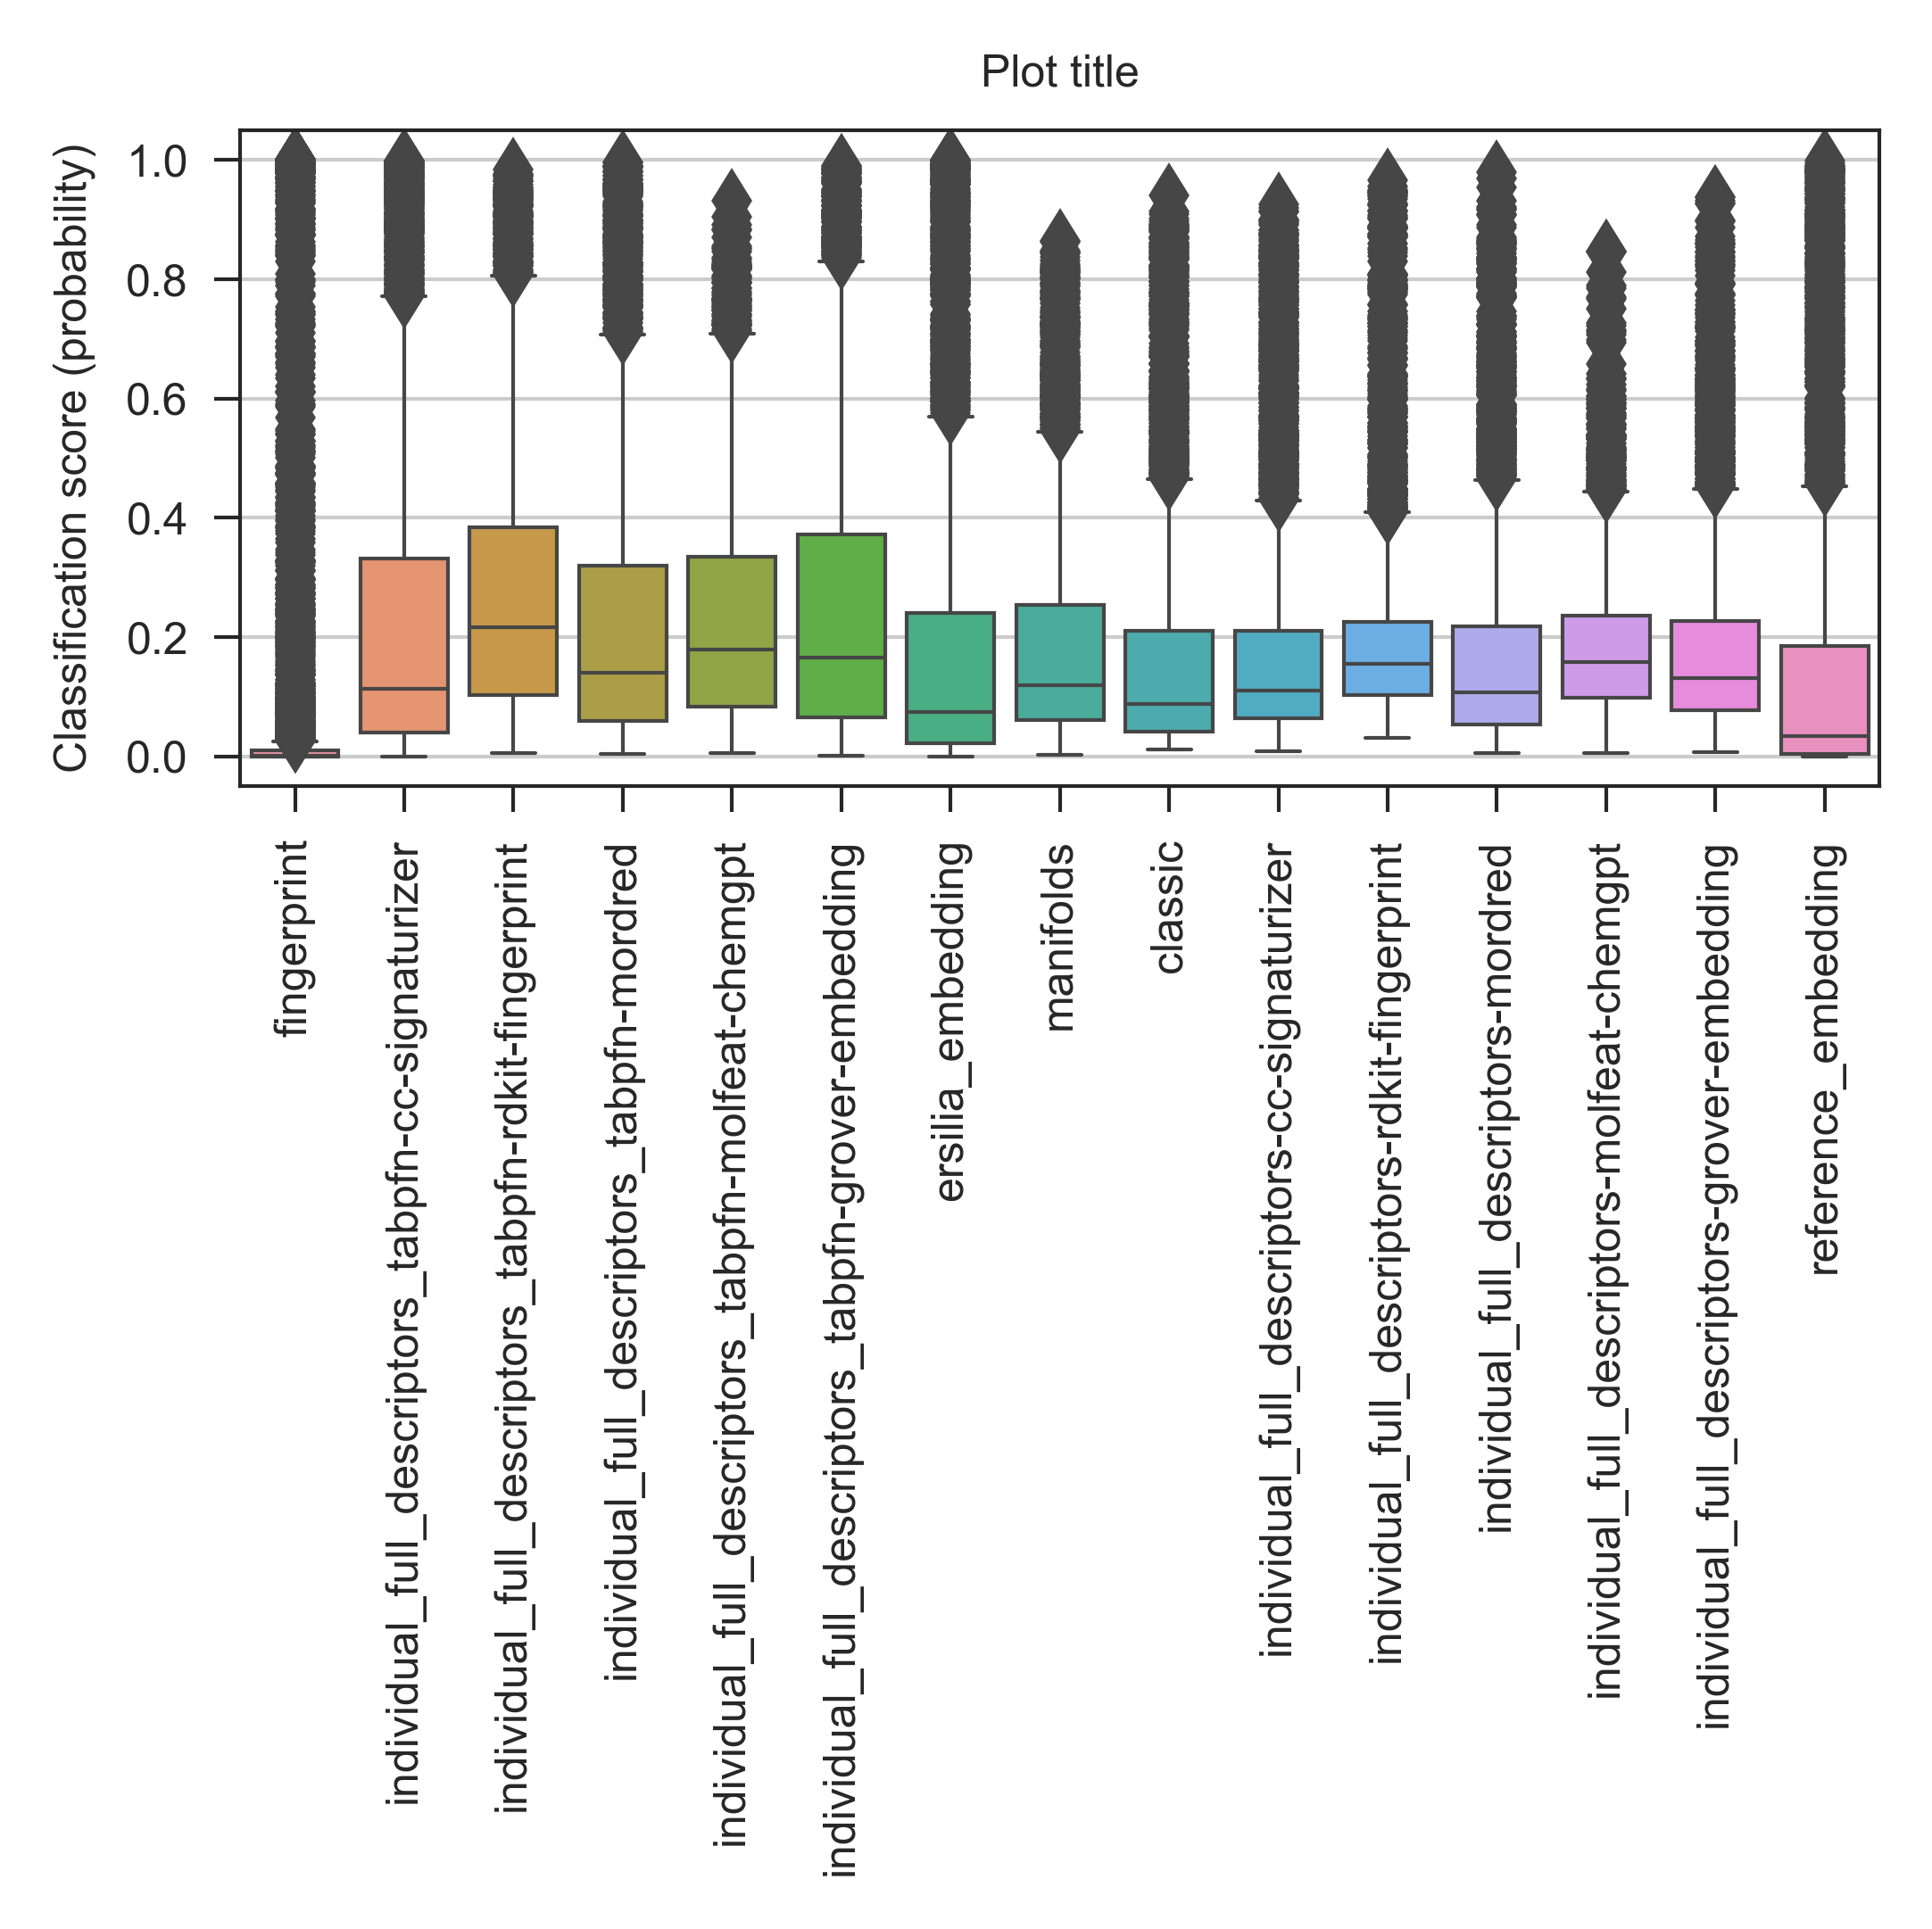 Plot title
Classification score (probability)
1.0
0.8
0.6
0.4
0.2
0.0
fingerprint
individual_full_descriptors_tabpfn-cc-signaturizer
individual_full_descriptors_tabpfn-rdkit-fingerprint
individual_full_descriptors_tabpfn-mordred
individual_full_descriptors_tabpfn-molfeat-chemgpt
individual_full_descriptors_tabpfn-grover-embedding
ersilia_embedding
manifolds
classic
individual_full_descriptors-cc-signaturizer
individual_full_descriptors-rdkit-fingerprint
individual_full_descriptors-mordred
individual_full_descriptors-molfeat-chemgpt
individual_full_descriptors-grover-embedding
reference_embedding